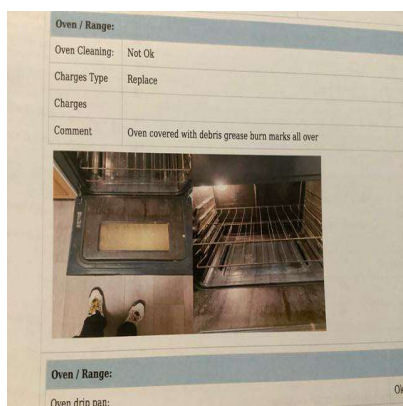 Oven / Range:
Oven Cleaning: Not Ok
Charges Type Replace
Charges
Comment Oven covered with debris grease burn marks all over
Oven / Range:
Oven drip pan: Ok